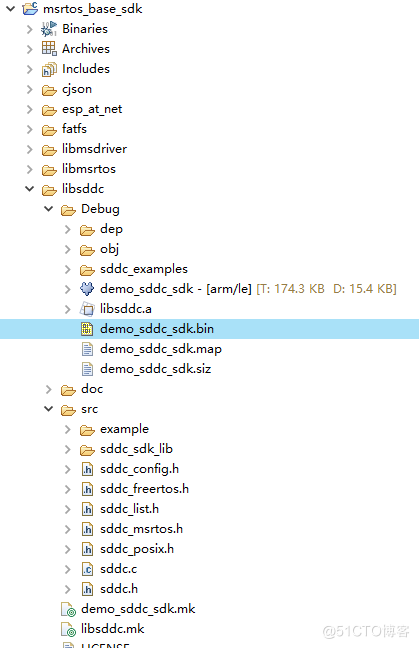 msrtos_base_sdk
Binaries
Archives
Includes
cjson
esp_at_net
fatfs
libmsdriver
libmsrtos
libsddc
Debug
dep
obj
sddc_examples
demo_sddc_sdk - [arm/le] [T: 174.3 KB D: 15.4 KB]
libsddc.a
demo_sddc_sdk.bin
demo_sddc_sdk.map
demo_sddc_sdk.siz
doc
src
example
sddc_sdk_lib
sddc_config.h
sddc_freertos.h
sddc_list.h
sddc_msrtos.h
sddc_posix.h
sddc.c
sddc.h
demo_sddc_sdk.mk
libsddc.mk
@51CTO博客
LICENSE